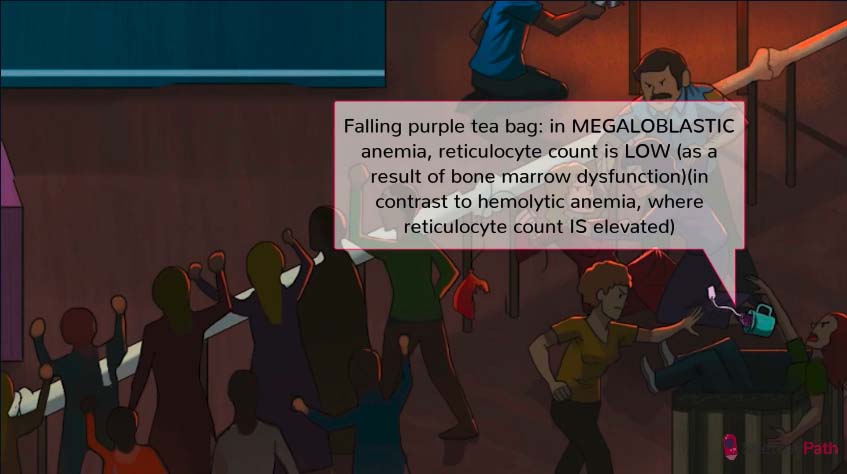 Falling purple tea bag: in MEGALOBLASTIC
anemia, reticulocyte count is LOW (as a
result of bone marrow dysfunction)(in
contrast to hemolytic anemia, where
reticulocyte count IS elevated)
Path